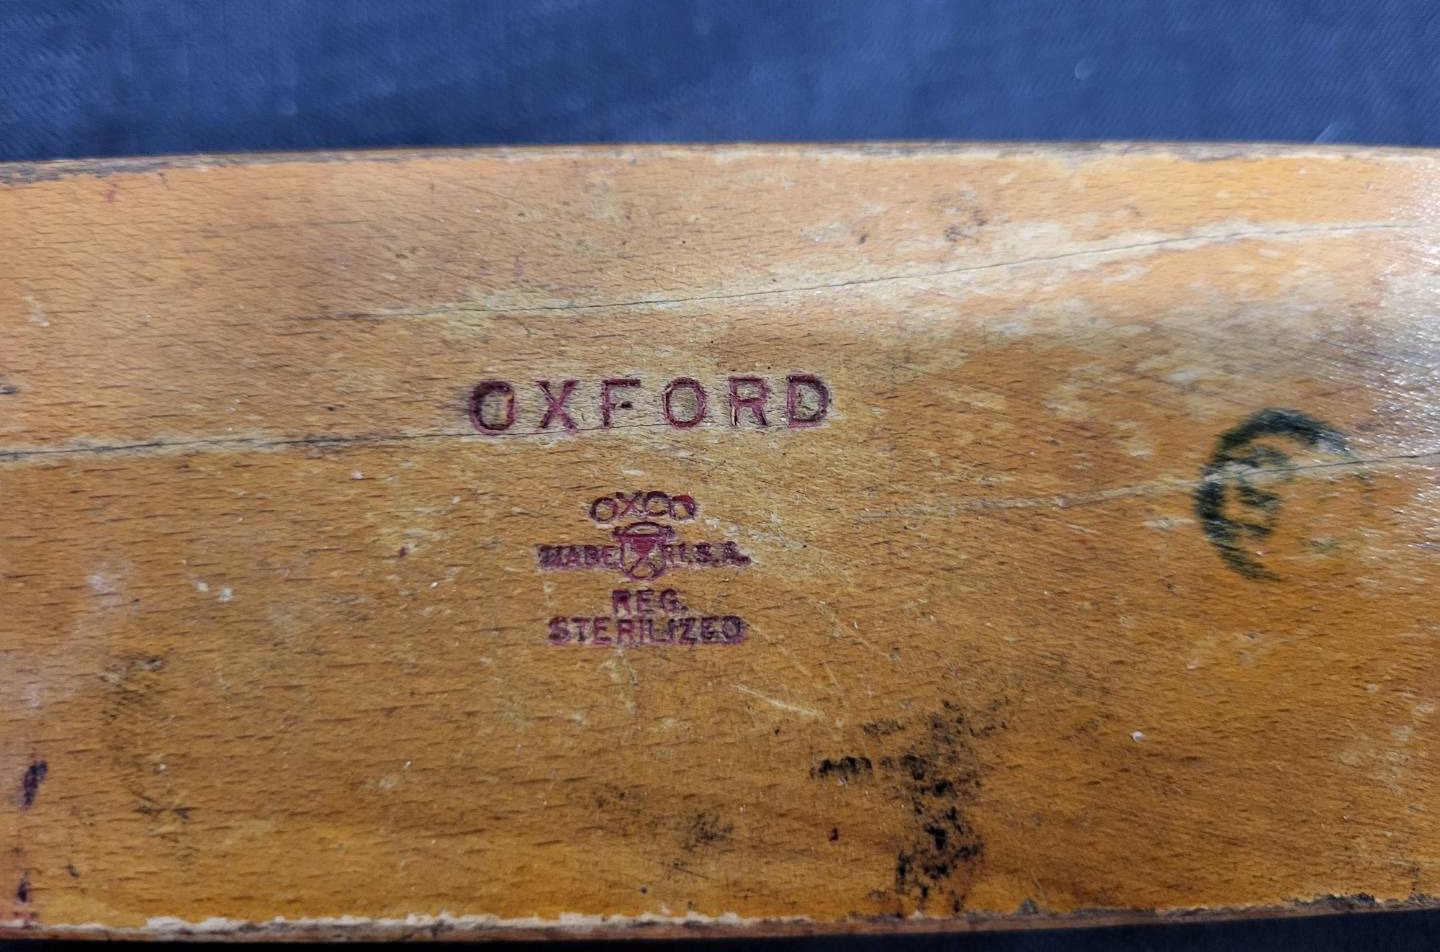 OXFORD
OXCO
MADE U.S.A.
REG.
STERILIZED